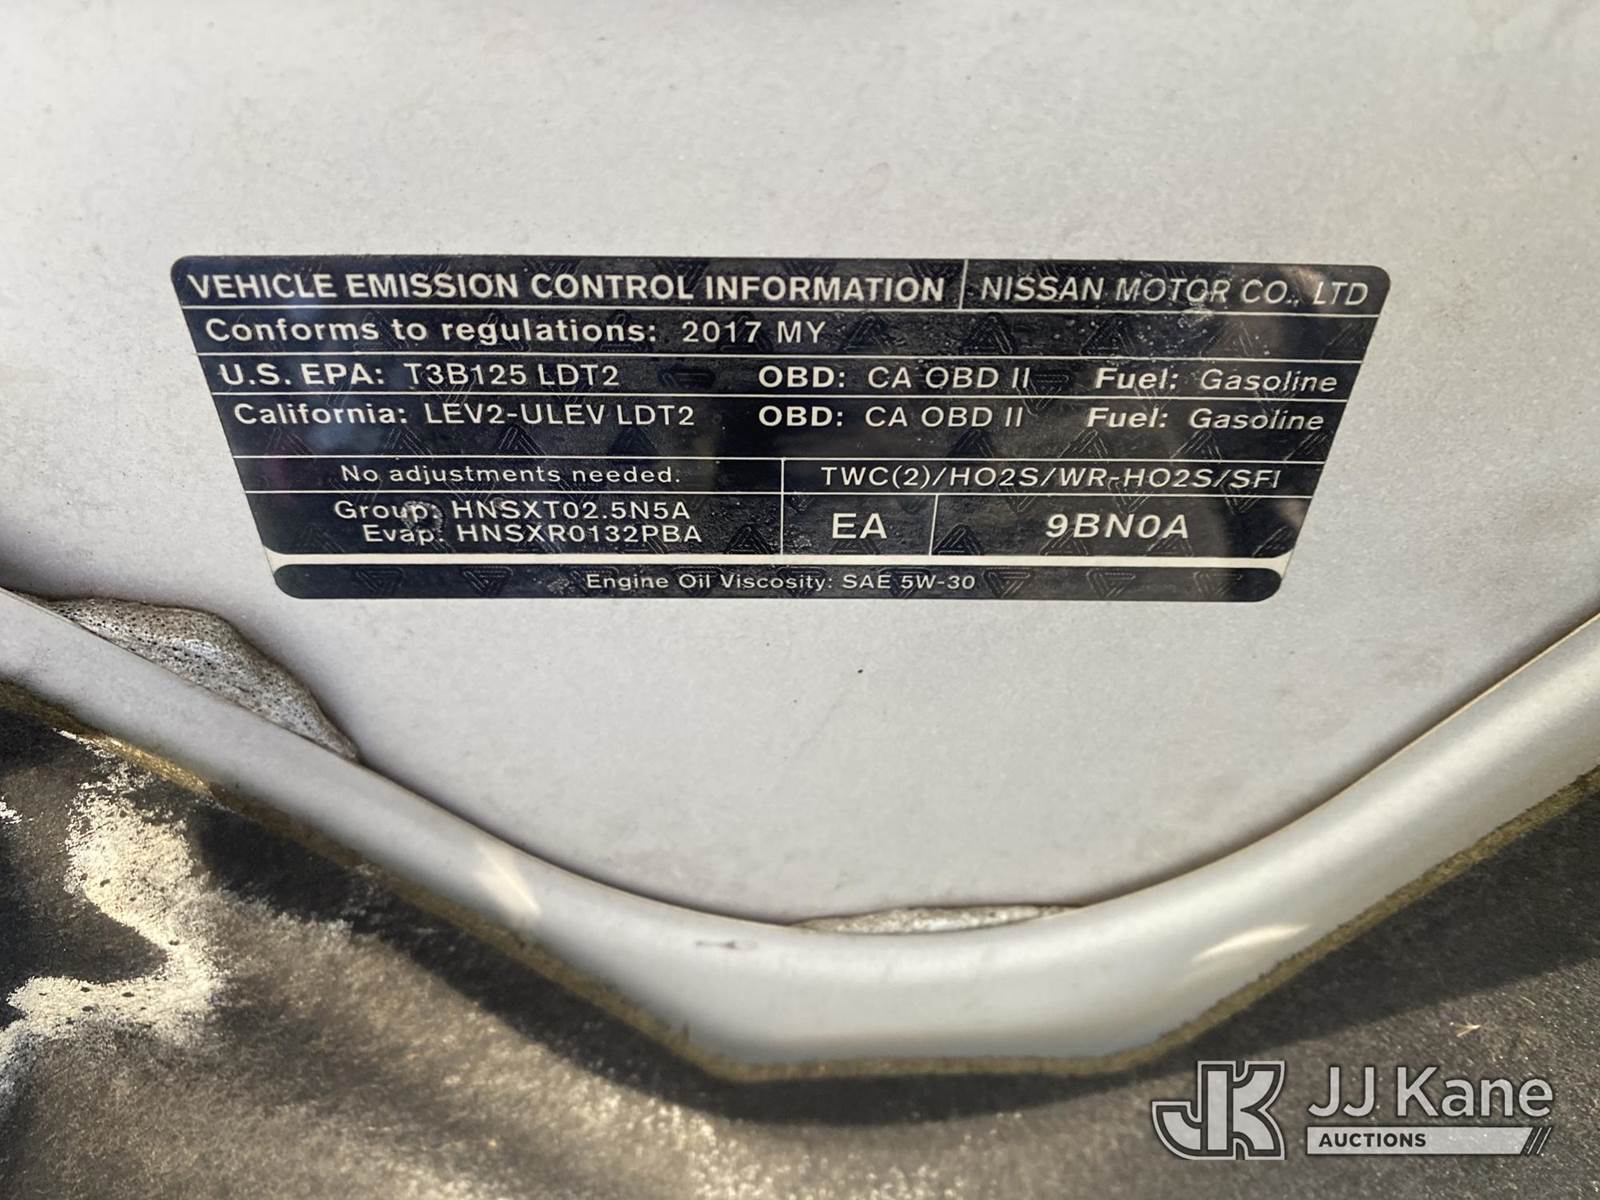 VEHICLE EMISSION CONTROL INFORMATION NISSAN MOTOR CO., LTD
Conforms to regulations: 2017 MY
U.S. EPA: T3B125 LDT2 OBD: CA OBD II Fuel: Gasoline
California: LEV2-ULEV LDT2 OBD: CA OBD II Fuel: Gasoline
No adjustments needed. TWC(2)/HO2S/WR-HO2S/SFI
Group: HNSXT02.5N5A
Evap: HNSXR0132PBA
EA 9BN0A
Engine Oil Viscosity: SAE 5W-30
JK JJ Kane
AUCTIONS